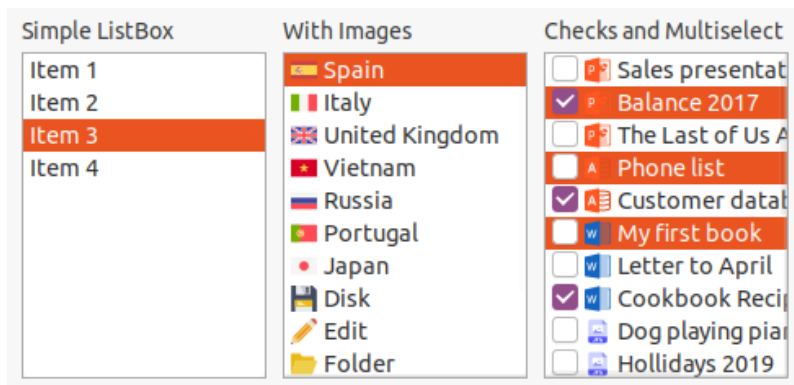 Simple ListBox
Item 1
Item 2
Item 3
Item 4
With Images
Spain
Italy
United Kingdom
Vietnam
Russia
Portugal
Japan
Disk
Edit
Folder
Checks and Multiselect
Sales presentat
Balance 2017
The Last of Us A
Phone list
Customer datab
My first book
Letter to April
Cookbook Reci
Dog playing pia
Hollidays 2019